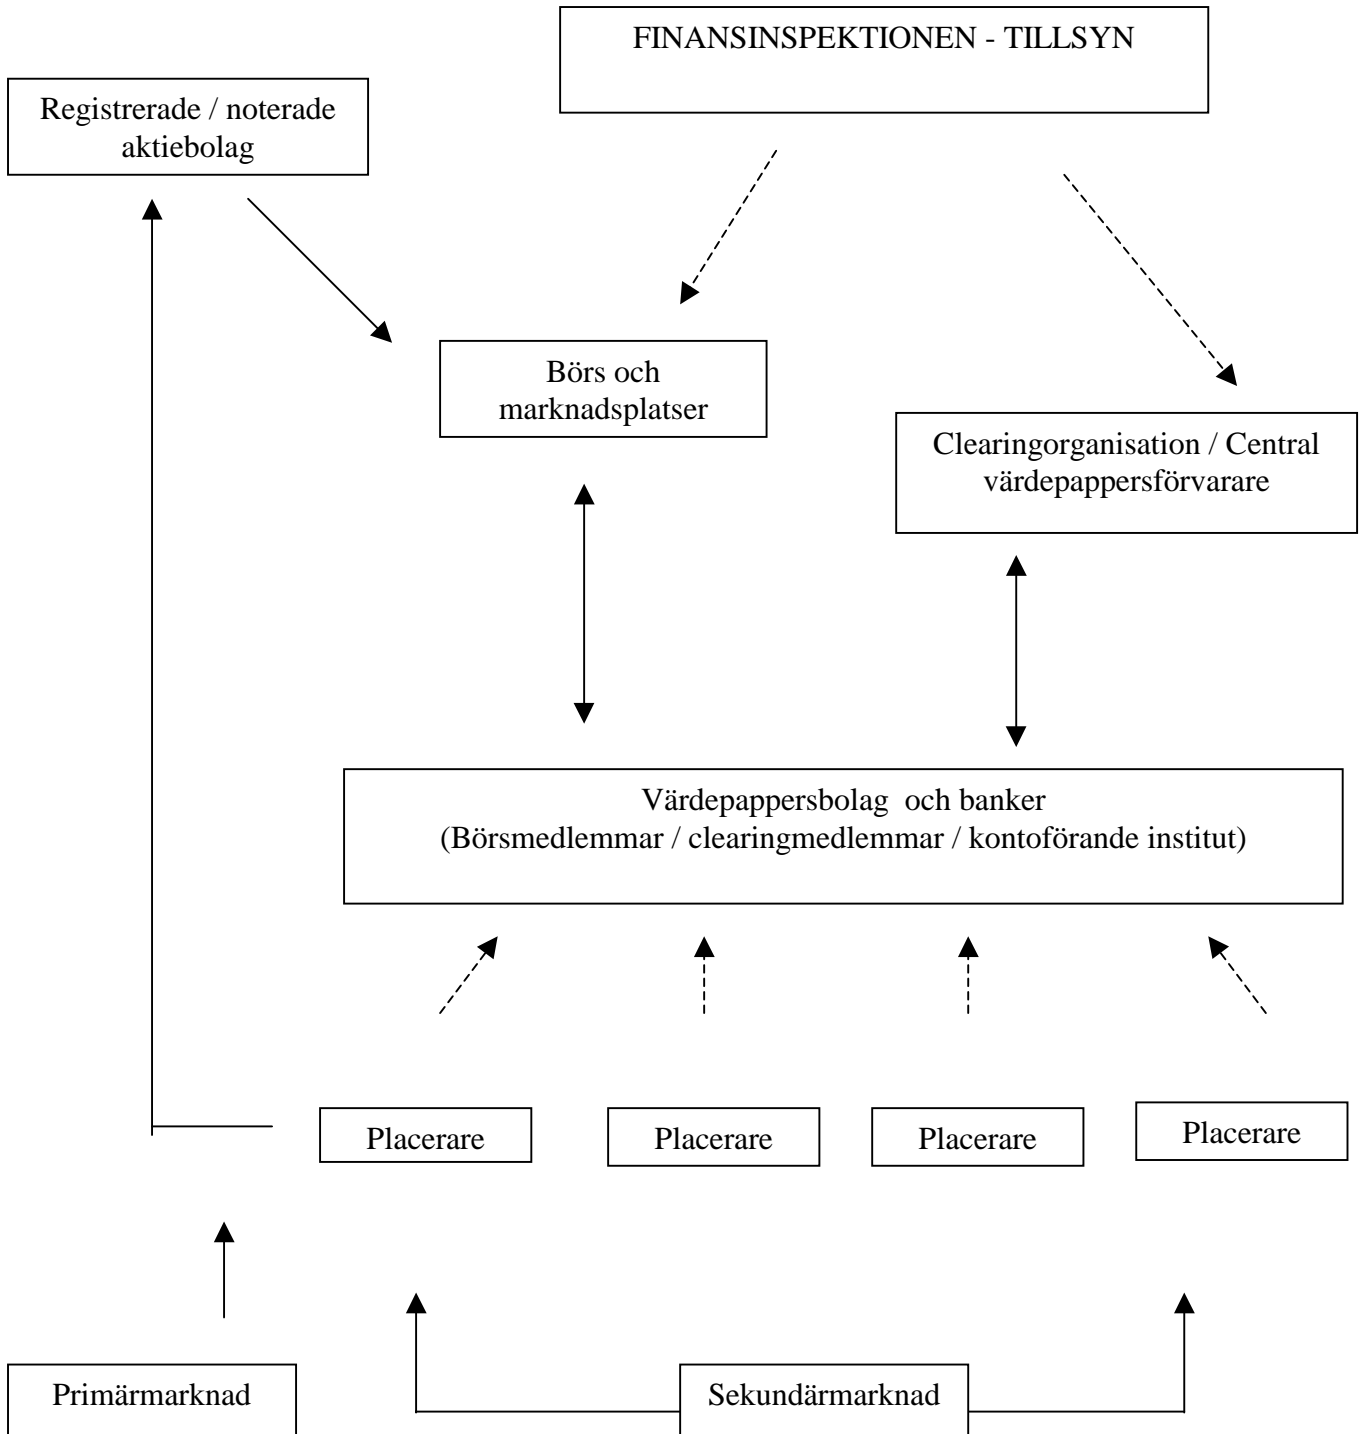 FINANSINSPEKTIONEN - TILLSYN
Registrerade / noterade
aktiebolag
Börs och
marknadsplatser
Clearingorganisation / Central
värdepappersförvarare
Värdepappersbolag och banker
(Börsmedlemmar / clearingmedlemmar / kontoförande institut)
Placerare
Placerare
Placerare
Placerare
Primärmarknad
Sekundärmarknad